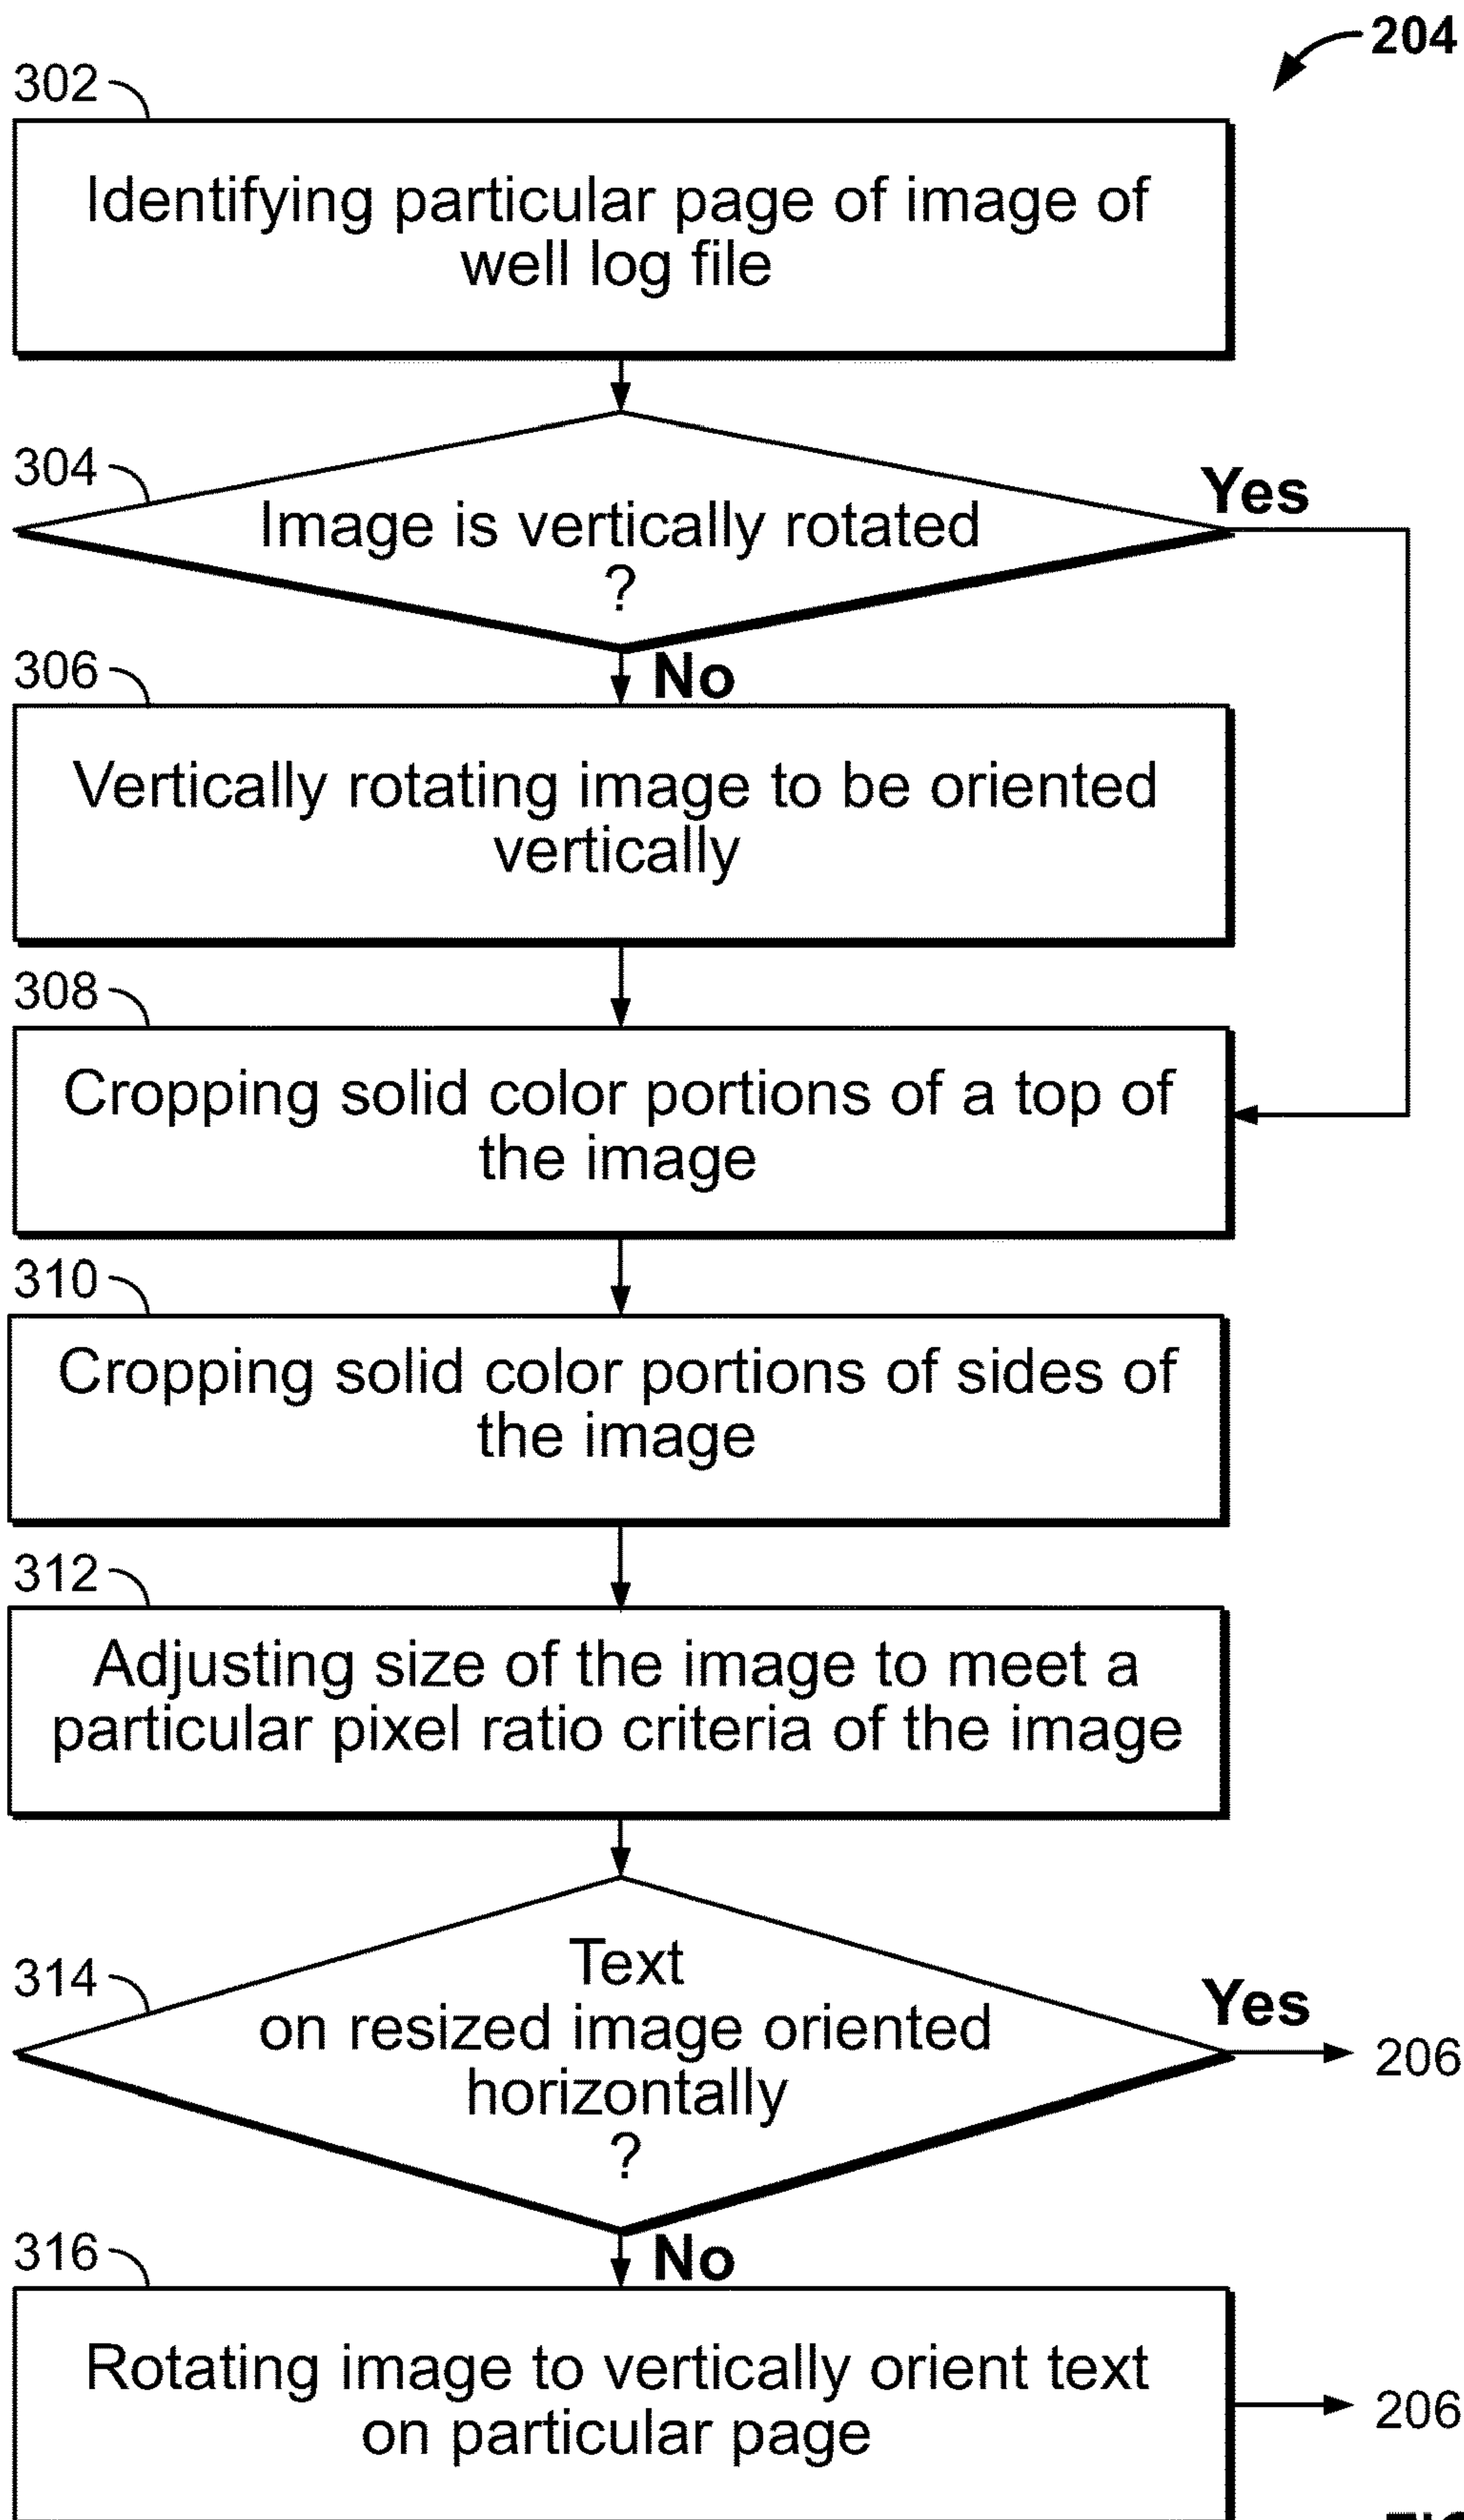 204
302
Identifying particular page of image of
well log file
304
Image is vertically rotated
?
Yes
No
306
Vertically rotating image to be oriented
vertically
308
Cropping solid color portions of a top of
the image
310
Cropping solid color portions of sides of
the image
312
Adjusting size of the image to meet a
particular pixel ratio criteria of the image
314
Text
on resized image oriented
horizontally
?
Yes
206
No
316
Rotating image to vertically orient text
on particular page
206